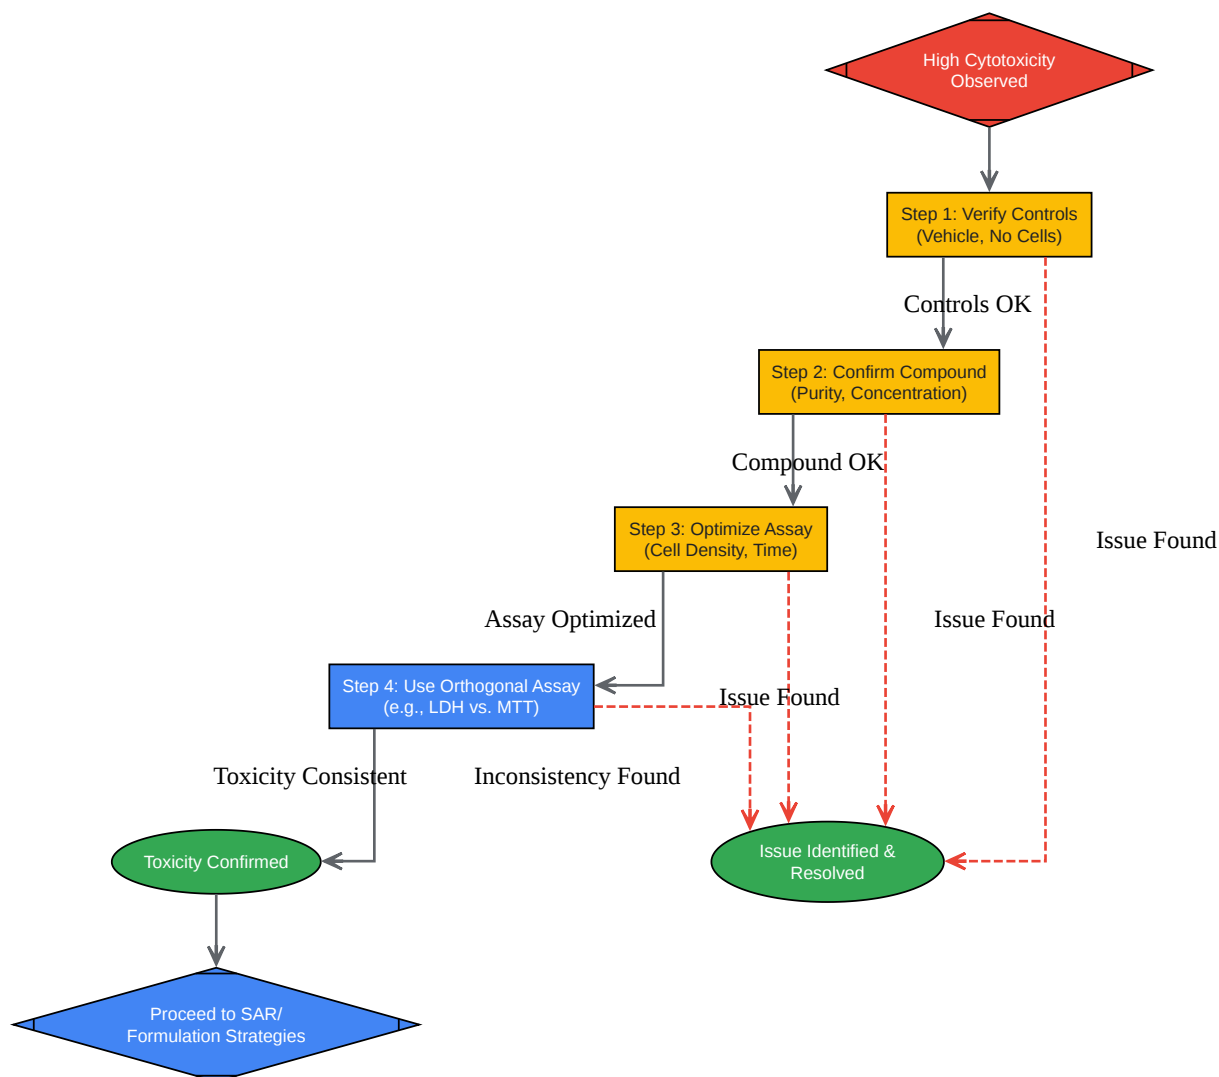 High Cytotoxicity
Observed
Step 1: Verify Controls
(Vehicle, No Cells)
Controls OK
Step 2: Confirm Compound
(Purity, Concentration)
Compound OK
Step 3: Optimize Assay
(Cell Density, Time)
Issue Found
Assay Optimized
Issue Found
Step 4: Use Orthogonal Assay
(e.g., LDH vs. MTT)
Issue Found
Toxicity Consistent
Inconsistency Found
Toxicity Confirmed
Issue Identified &
Resolved
Proceed to SAR/
Formulation Strategies